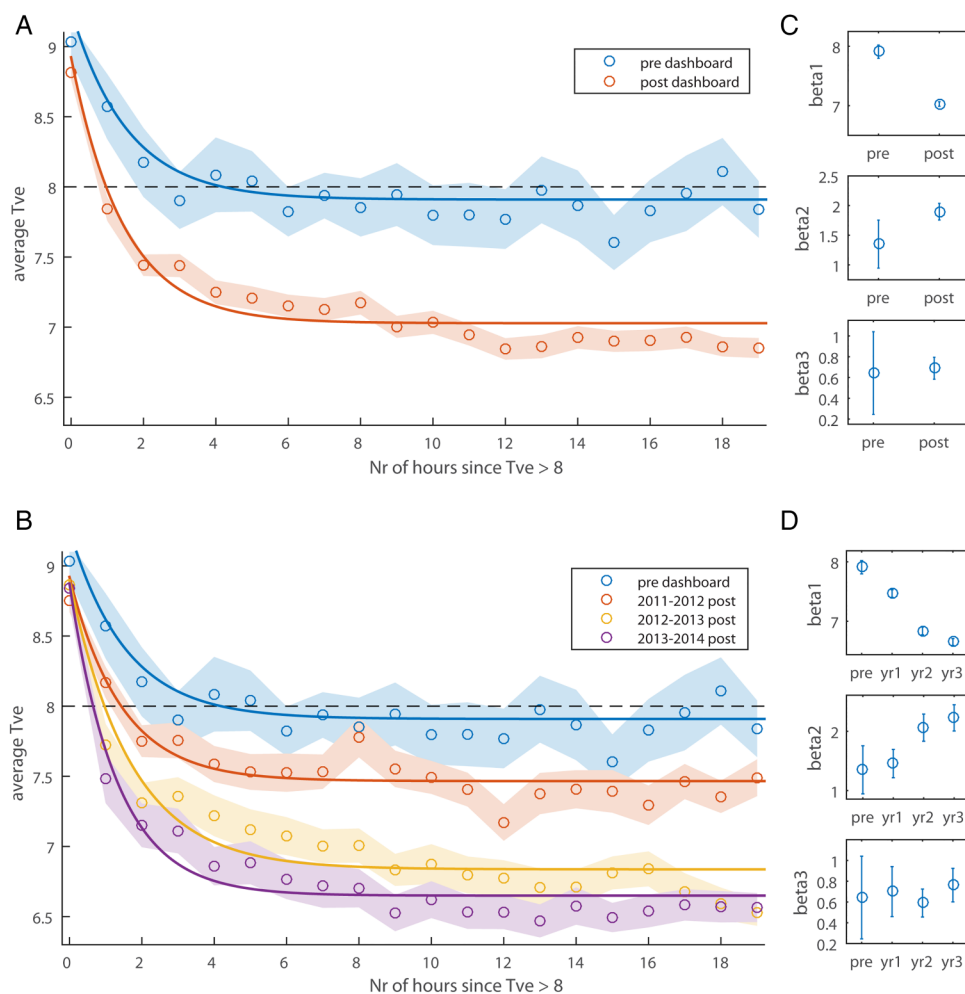 A
9
8.5
8
7.5
7
6.5
average Tve
pre dashboard
post dashboard
0 2 4 6 8 10 12 14 16 18
Nr of hours since Tve > 8
C
8
7
beta1
pre post
2.5
2
1.5
1
beta2
pre post
1
0.8
0.6
0.4
0.2
beta3
pre post
B
9
8.5
8
7.5
7
6.5
average Tve
pre dashboard
2011-2012 post
2012-2013 post
2013-2014 post
0 2 4 6 8 10 12 14 16 18
Nr of hours since Tve > 8
D
8
7
beta1
pre yr1 yr2 yr3
2
1
beta2
pre yr1 yr2 yr3
1
0.8
0.6
0.4
0.2
beta3
pre yr1 yr2 yr3